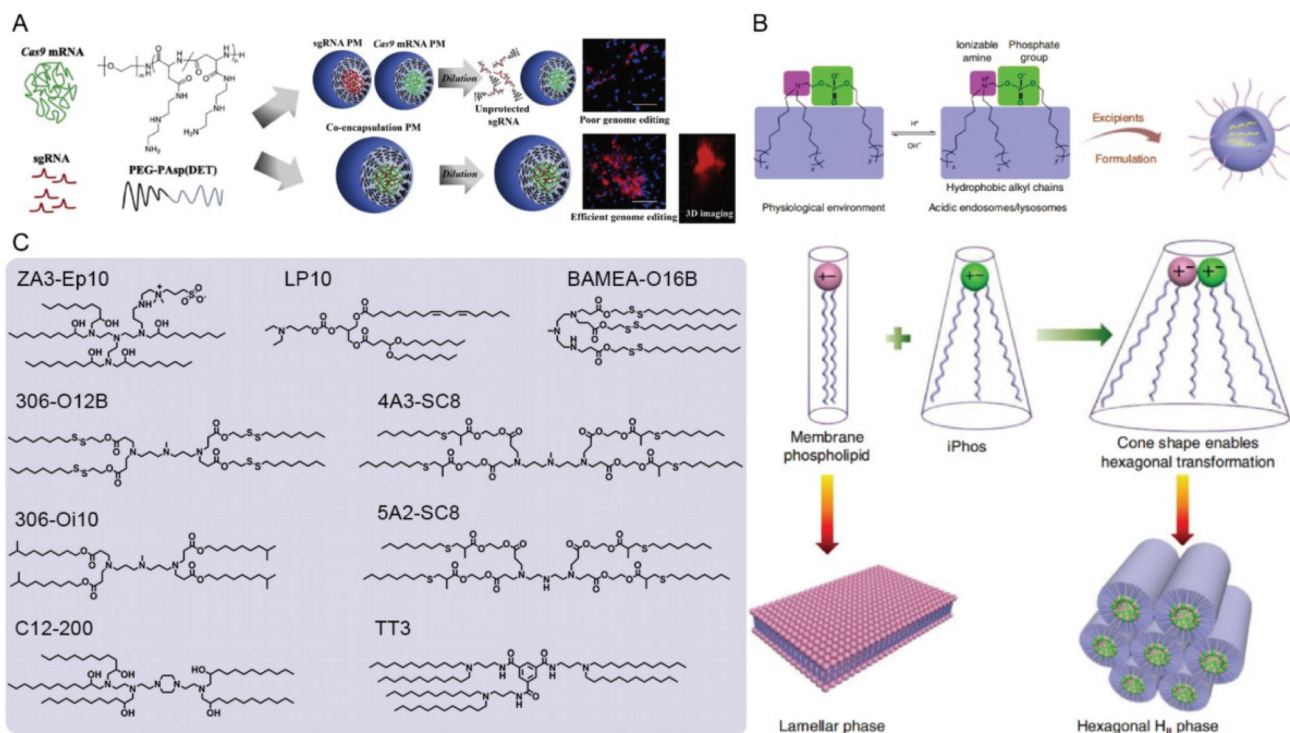 A
Cas9 mRNA
sgRNA
PEG-PAsp(DET)
sgRNA PM
Cas9 mRNA PM
Dilution
Unprotected
sgRNA
Poor genome editing
Co-encapsulation PM
Dilution
Efficient genome editing
3D imaging
B
Ionizable
amine
Phosphate
group
H+
OH−
Excipients
Formulation
Hydrophobic alkyl chains
Physiological environment
Acidic endosomes/lysosomes
Membrane
phospholipid
iPhos
Cone shape enables
hexagonal transformation
Lamellar phase
Hexagonal HII phase
C
ZA3-Ep10
LP10
BAMEA-O16B
306-O12B
4A3-SC8
306-Oi10
5A2-SC8
C12-200
TT3